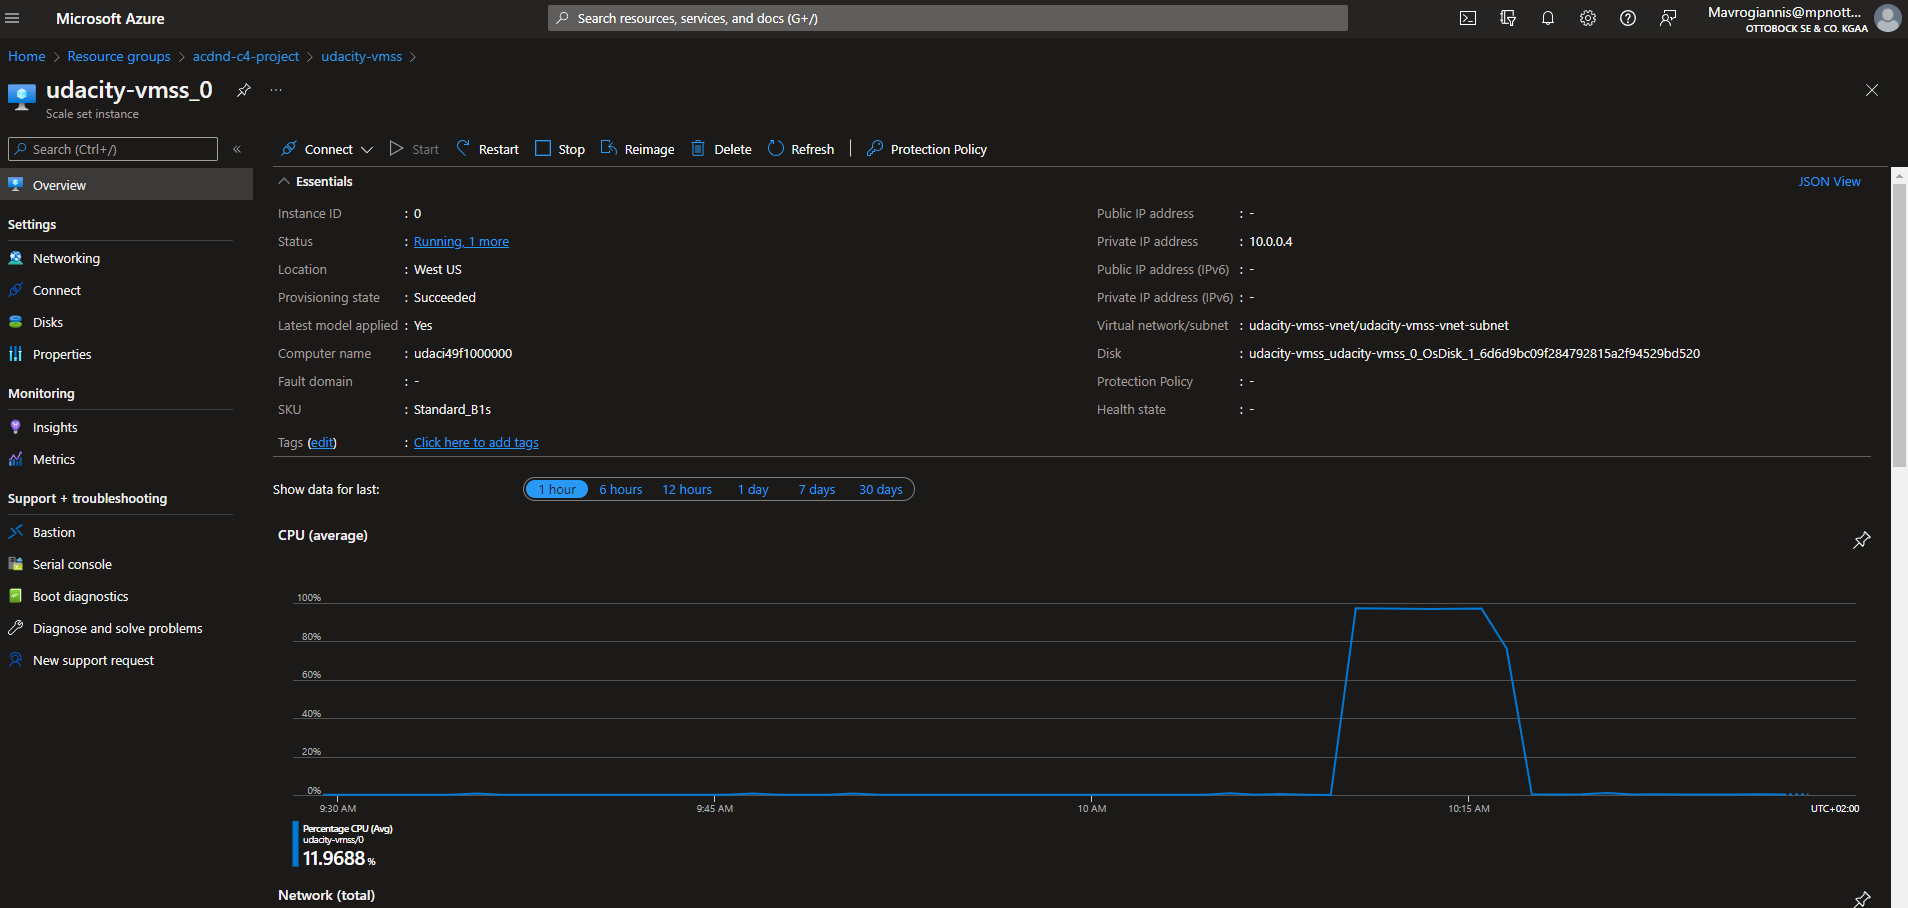 Microsoft Azure
Search resources, services, and docs (G+/)
Mavrogiannis@mpnott...
OTTOBOCK SE & CO. KGAA
Home > Resource groups > acdnd-c4-project > udacity-vmss >
udacity-vmss_0 ...
Scale set instance
Search (Ctrl+/) «
Connect Start Restart Stop Reimage Delete Refresh Protection Policy
Overview
Settings
Networking
Connect
Disks
Properties
Monitoring
Insights
Metrics
Support + troubleshooting
Bastion
Serial console
Boot diagnostics
Diagnose and solve problems
New support request
Essentials
JSON View
Instance ID : 0
Status : Running, 1 more
Location : West US
Provisioning state : Succeeded
Latest model applied : Yes
Computer name : udaci49f1000000
Fault domain : -
SKU : Standard_B1s
Tags (edit) : Click here to add tags
Public IP address : -
Private IP address : 10.0.0.4
Public IP address (IPv6) : -
Private IP address (IPv6) : -
Virtual network/subnet : udacity-vmss-vnet/udacity-vmss-vnet-subnet
Disk : udacity-vmss_udacity-vmss_0_OsDisk_1_6d6d9bc09f284792815a2f94529bd520
Protection Policy : -
Health state : -
Show data for last: 1 hour 6 hours 12 hours 1 day 7 days 30 days
CPU (average)
100%
80%
60%
40%
20%
0%
9:30 AM 9:45 AM 10 AM 10:15 AM UTC+02:00
Percentage CPU (Avg)
udacity-vmss/0
11.9688 %
Network (total)